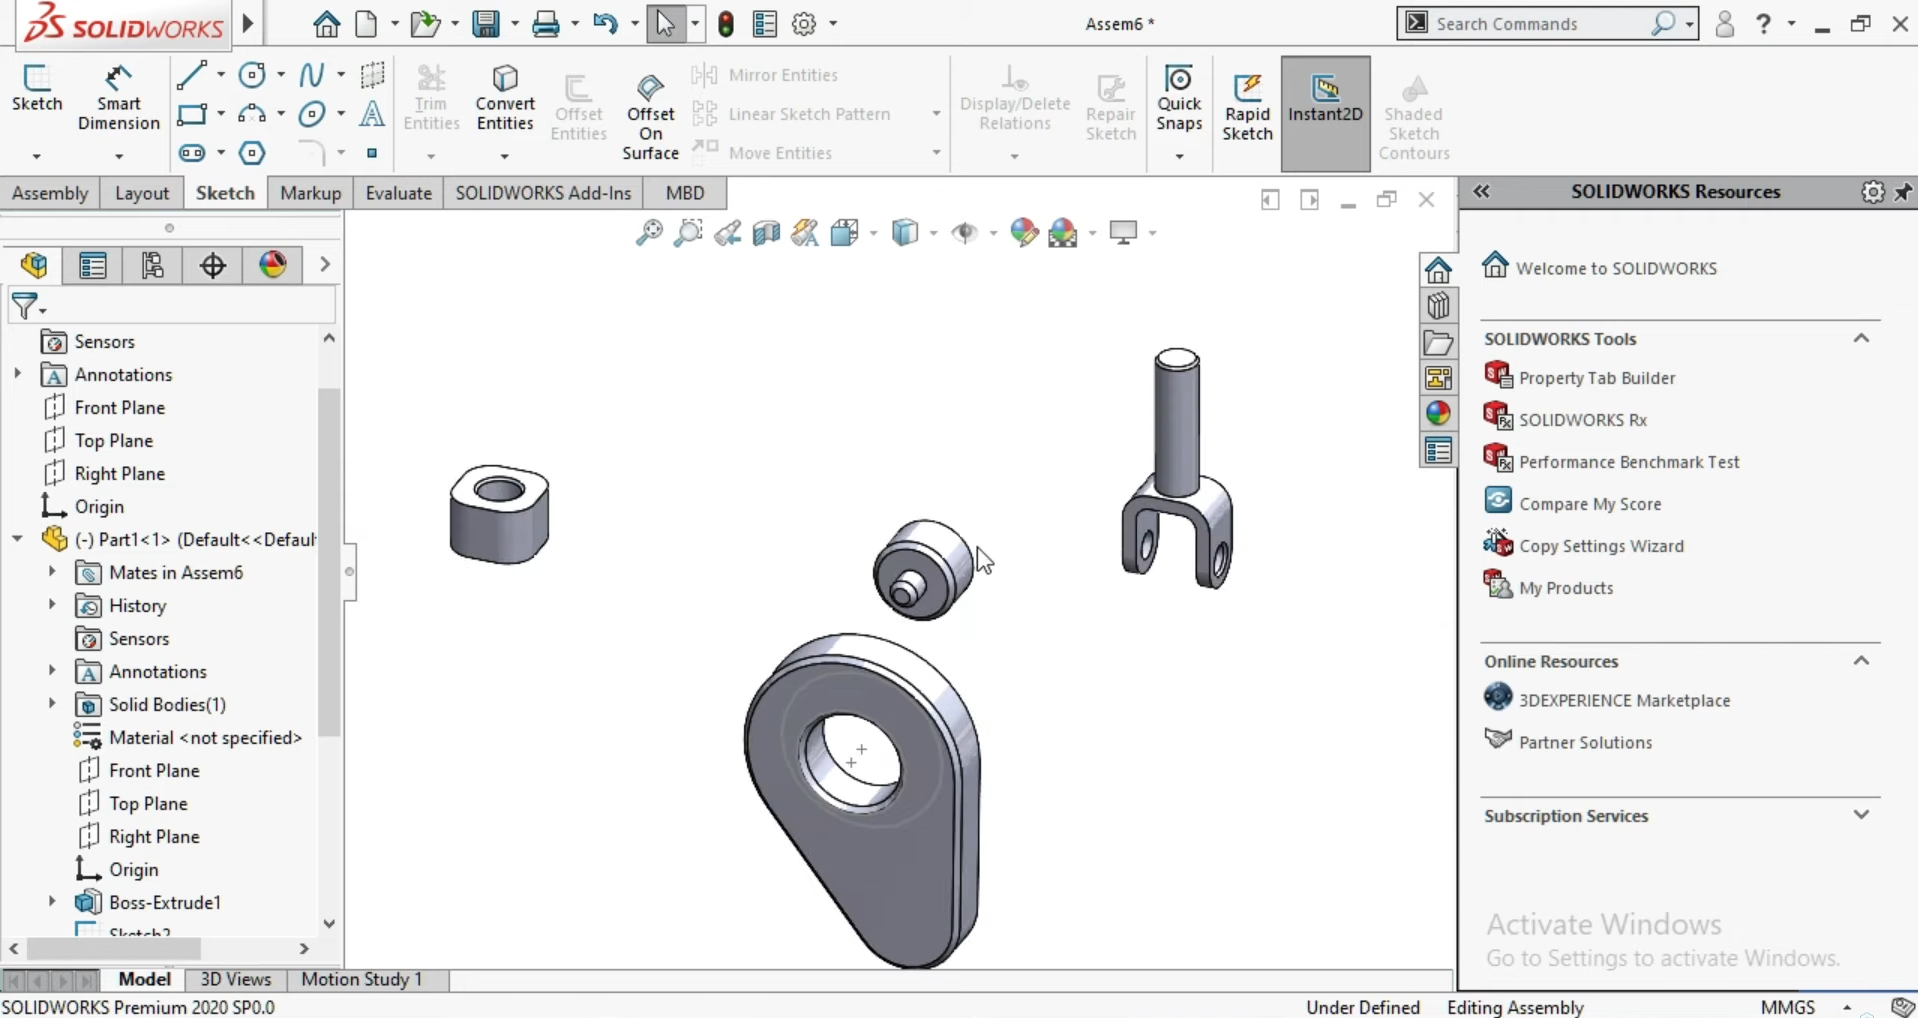 SOLIDWORKS
Assem6 *
Search Commands
?
Sketch
Smart Dimension
Trim Entities
Convert Entities
Offset Entities
Offset On Surface
Mirror Entities
Linear Sketch Pattern
Move Entities
Display/Delete Relations
Repair Sketch
Quick Snaps
Rapid Sketch
Instant2D
Shaded Sketch Contours
Assembly
Layout
Sketch
Markup
Evaluate
SOLIDWORKS Add-Ins
MBD
SOLIDWORKS Resources
Sensors
Annotations
Front Plane
Top Plane
Right Plane
Origin
(-) Part1<1> (Default<<Defaul
Mates in Assem6
History
Sensors
Annotations
Solid Bodies(1)
Material <not specified>
Front Plane
Top Plane
Right Plane
Origin
Boss-Extrude1
Sketch2
Welcome to SOLIDWORKS
SOLIDWORKS Tools
Property Tab Builder
SOLIDWORKS Rx
Performance Benchmark Test
Compare My Score
Copy Settings Wizard
My Products
Online Resources
3DEXPERIENCE Marketplace
Partner Solutions
Subscription Services
Activate Windows
Go to Settings to activate Windows.
Model
3D Views
Motion Study 1
SOLIDWORKS Premium 2020 SP0.0
Under Defined
Editing Assembly
MMGS